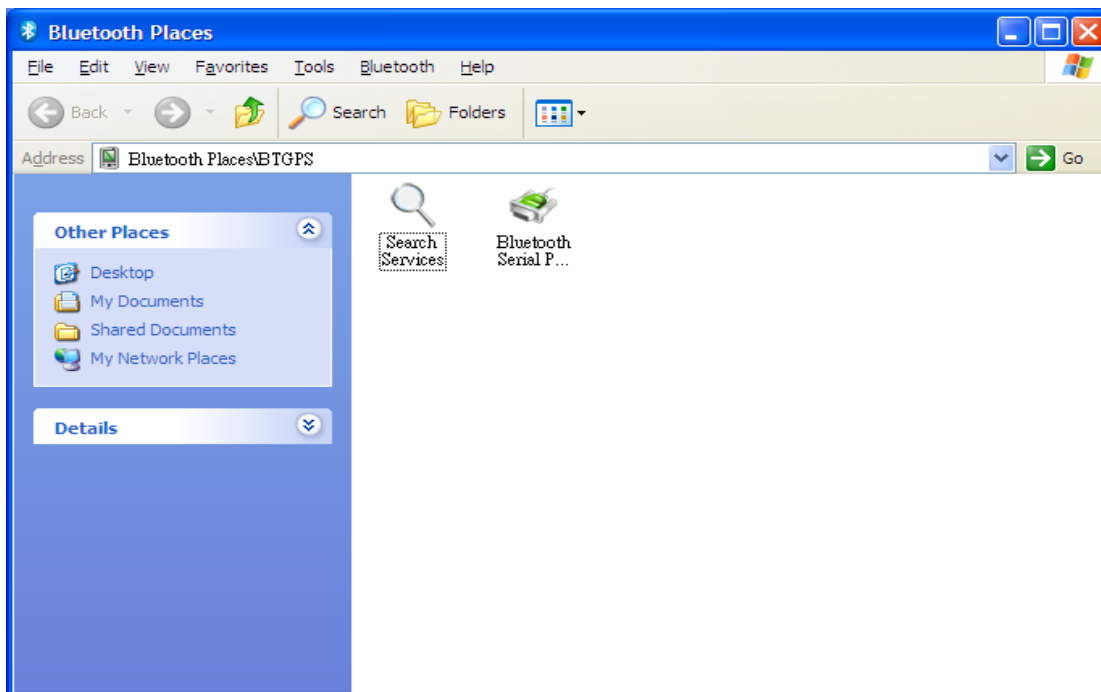 Bluetooth Places
File Edit View Favorites Tools Bluetooth Help
Back Search Folders
Address Bluetooth Places\BTGPS Go
Other Places
Desktop
My Documents
Shared Documents
My Network Places
Details
Search
Services
Bluetooth
Serial P...